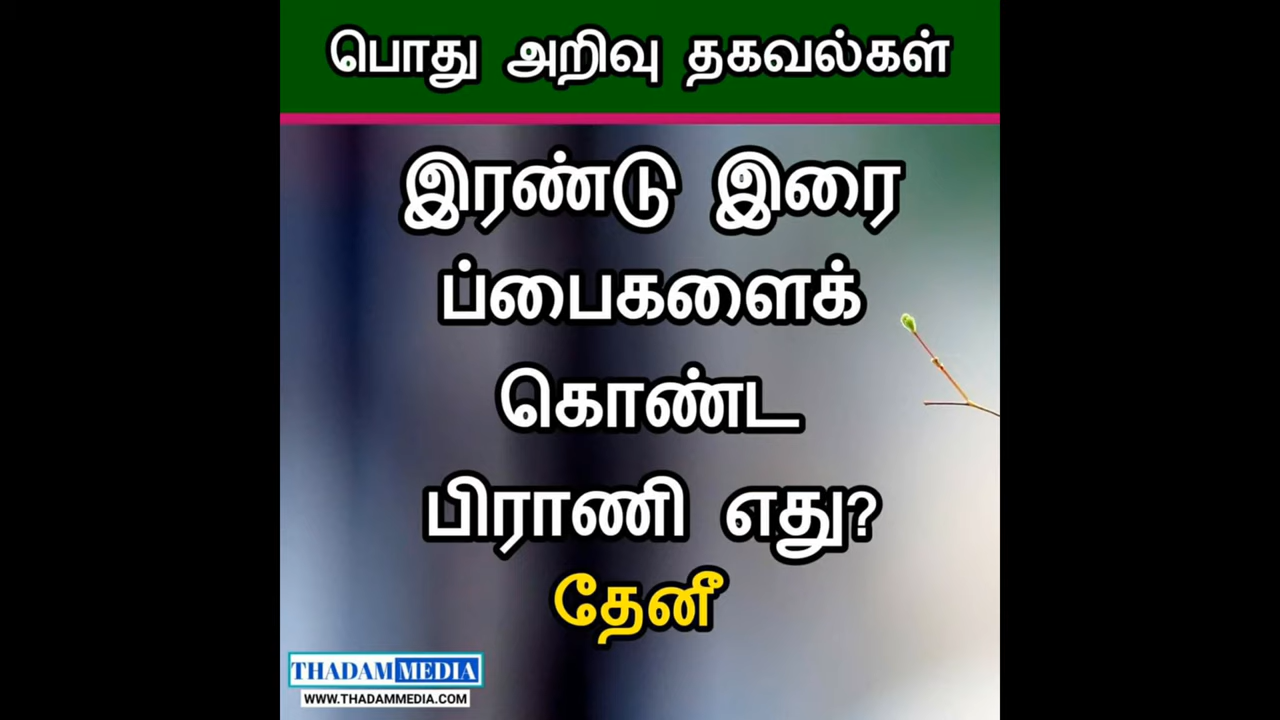 பொது அறிவு தகவல்கள்
இரண்டு இரை
ப்பைகளைக்
கொண்ட
பிராணி எது?
தேனீ
THADAM MEDIA
WWW.THADAMMEDIA.COM